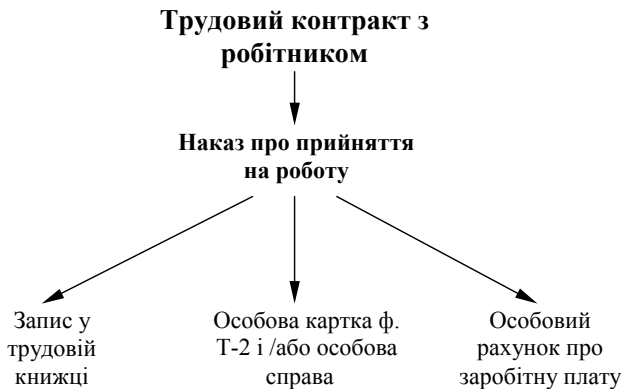 Трудовий контракт з
робітником
Наказ про прийняття
на роботу
Запис у
трудовій
книжці
Особова картка ф.
Т-2 і /або особова
справа
Особовий
рахунок про
заробітну плату